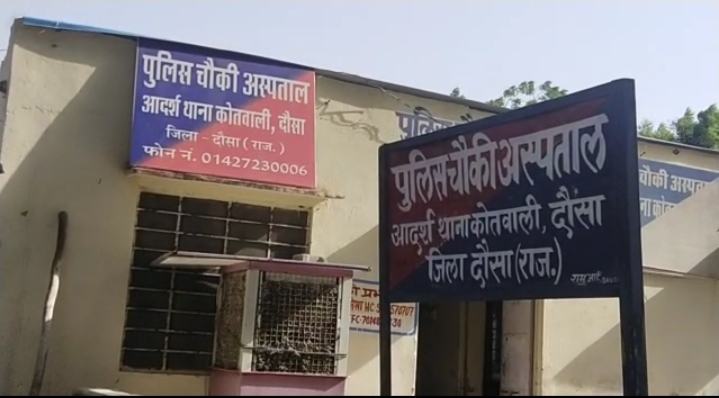 पुलिस चौकी अस्पताल
आदर्श थाना कोतवाली, दौसा
जिला - दौसा (राज.)
फोन नं. 01427230006
पुलिस चौकी अस्पताल
आदर्श थाना कोतवाली, दौसा
जिला दौसा (राज.)
पुलिस
चौकी अस्पता